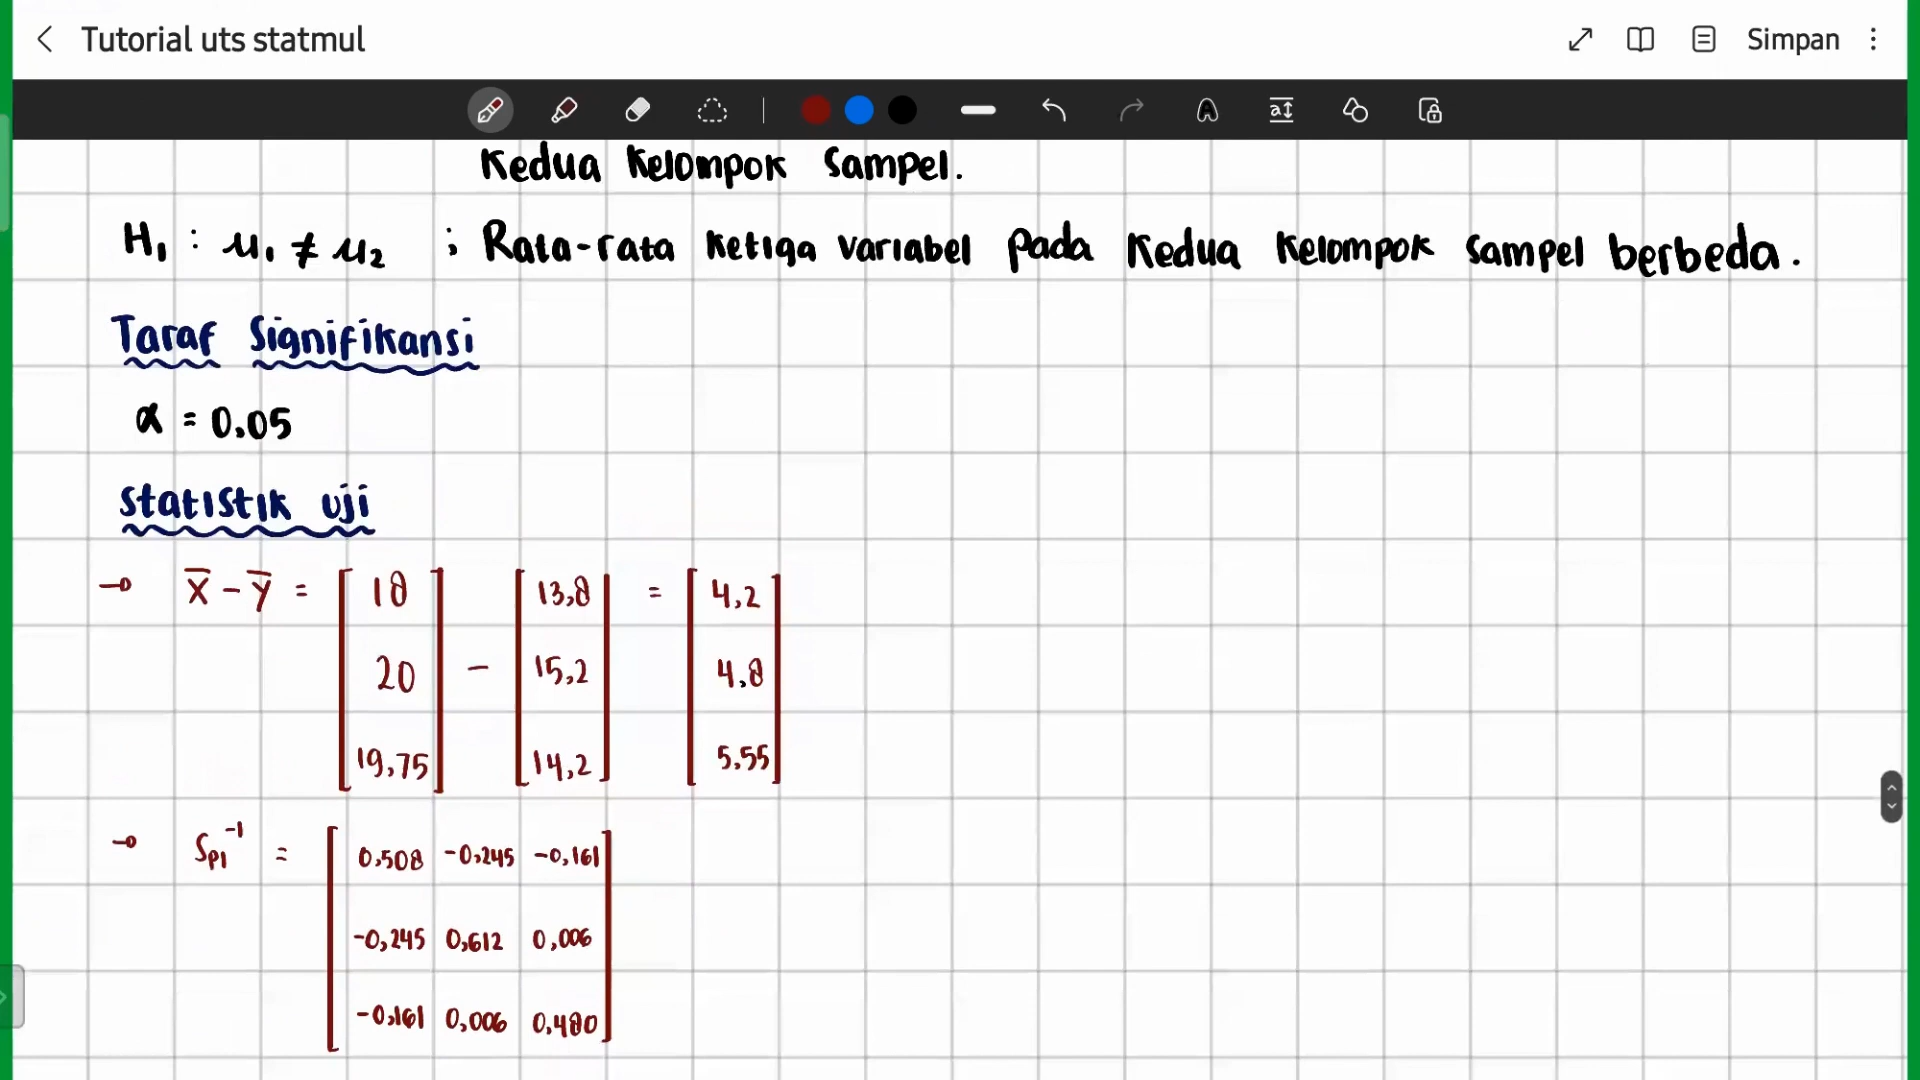 Tutorial uts statmul
Simpan
Kedua Kelompok Sampel.
H₁ : μ₁ ≠ μ₂ ; Rata-rata Ketiga Variabel pada Kedua Kelompok Sampel berbeda.
Taraf Signifikansi
α = 0.05
Statistik uji
X̄ - Ȳ = [ 18 ] [ 13,8 ] = [ 4,2 ]
20 - 15,2 4,8
19,75 14,2 5,55
Sp1⁻¹ = [ 0,508 -0,245 -0,161 ]
-0,245 0,612 0,006
-0,161 0,006 0,480